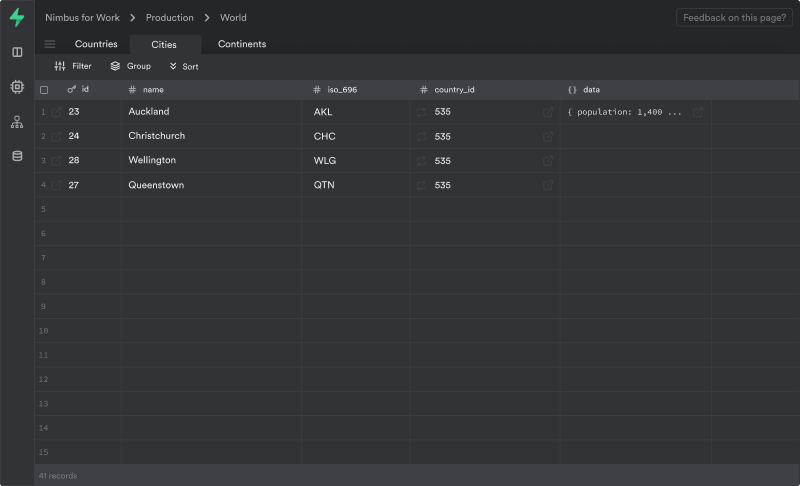 Nimbus for Work > Production > World
Feedback on this page?
Countries Cities Continents
Filter Group Sort
id # name # iso_696 # country_id {} data
1 23 Auckland AKL 535 { population: 1,400 ...
2 24 Christchurch CHC 535
3 28 Wellington WLG 535
4 27 Queenstown QTN 535
5
6
7
8
9
10
11
12
13
14
15
41 records